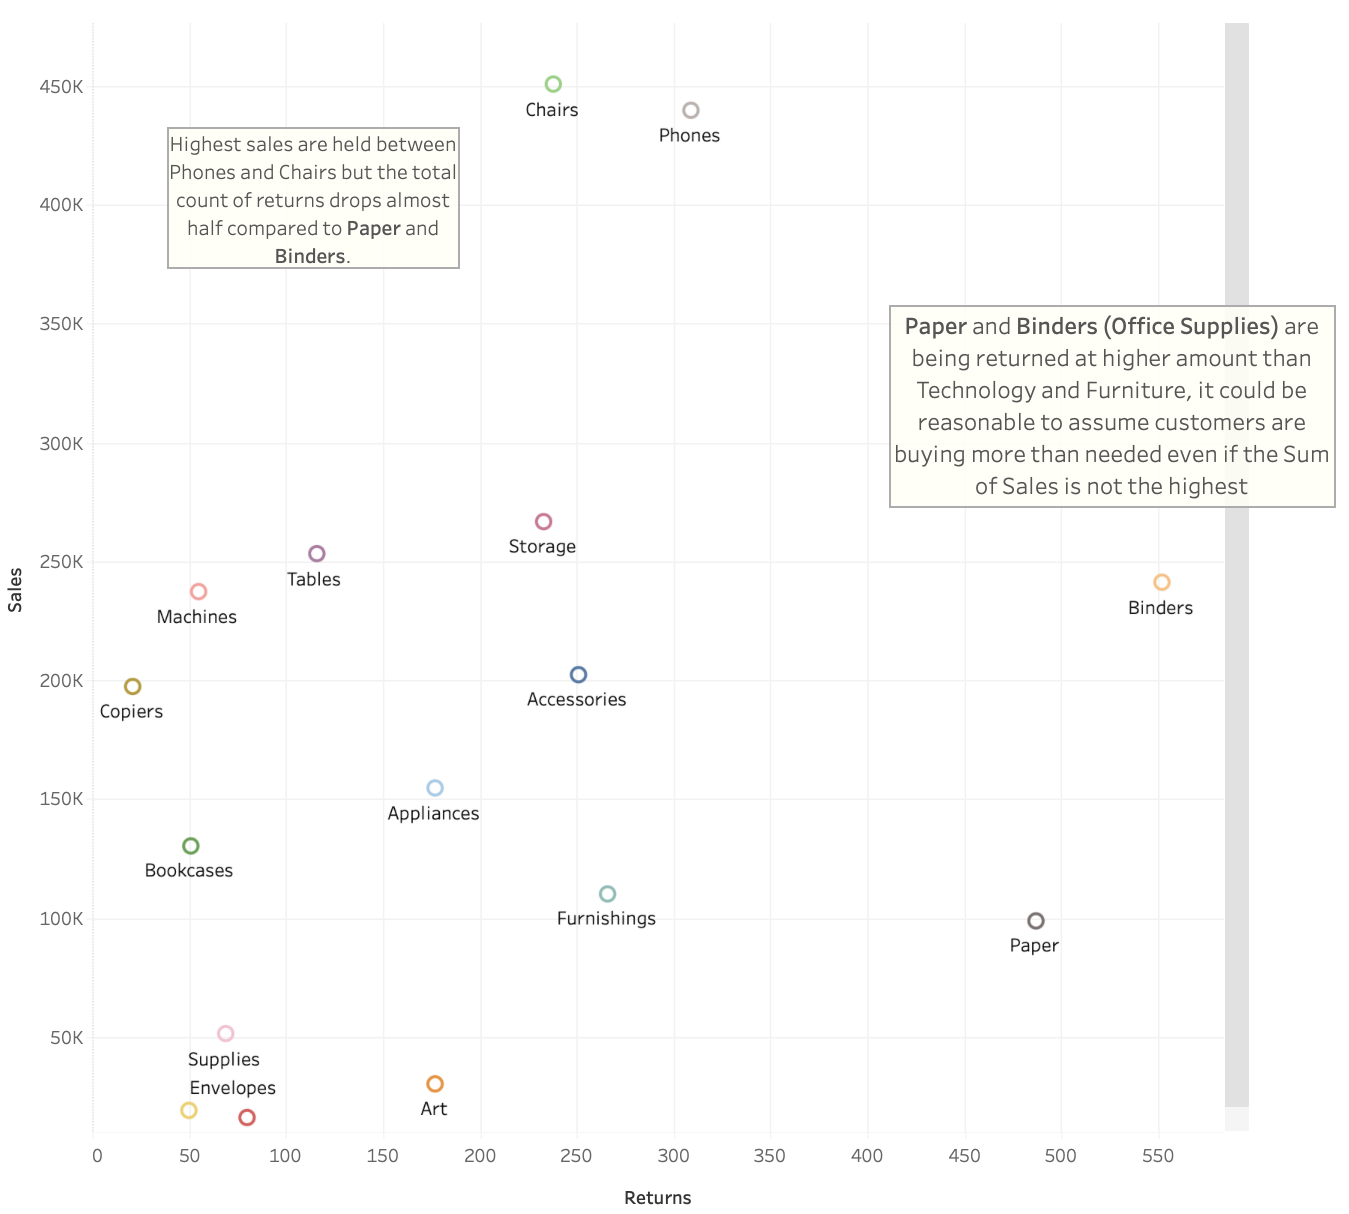 450K
Chairs
Phones
Highest sales are held between
Phones and Chairs but the total
count of returns drops almost
half compared to Paper and
Binders.
400K
350K
Paper and Binders (Office Supplies) are
being returned at higher amount than
Technology and Furniture, it could be
reasonable to assume customers are
buying more than needed even if the Sum
of Sales is not the highest
300K
Storage
250K
Tables
Machines
Binders
Sales
200K
Accessories
Copiers
150K
Appliances
Bookcases
100K
Furnishings
Paper
50K
Supplies
Envelopes
Art
0 50 100 150 200 250 300 350 400 450 500 550
Returns